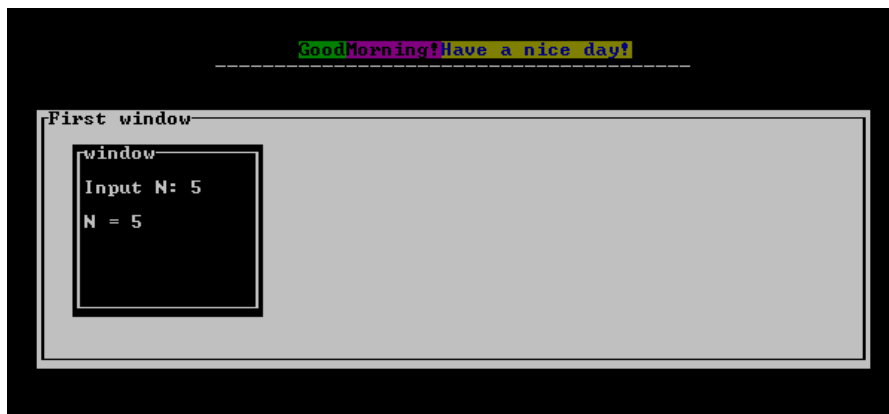 GoodMorning!Have a nice day!
First window
window
Input N: 5
N = 5